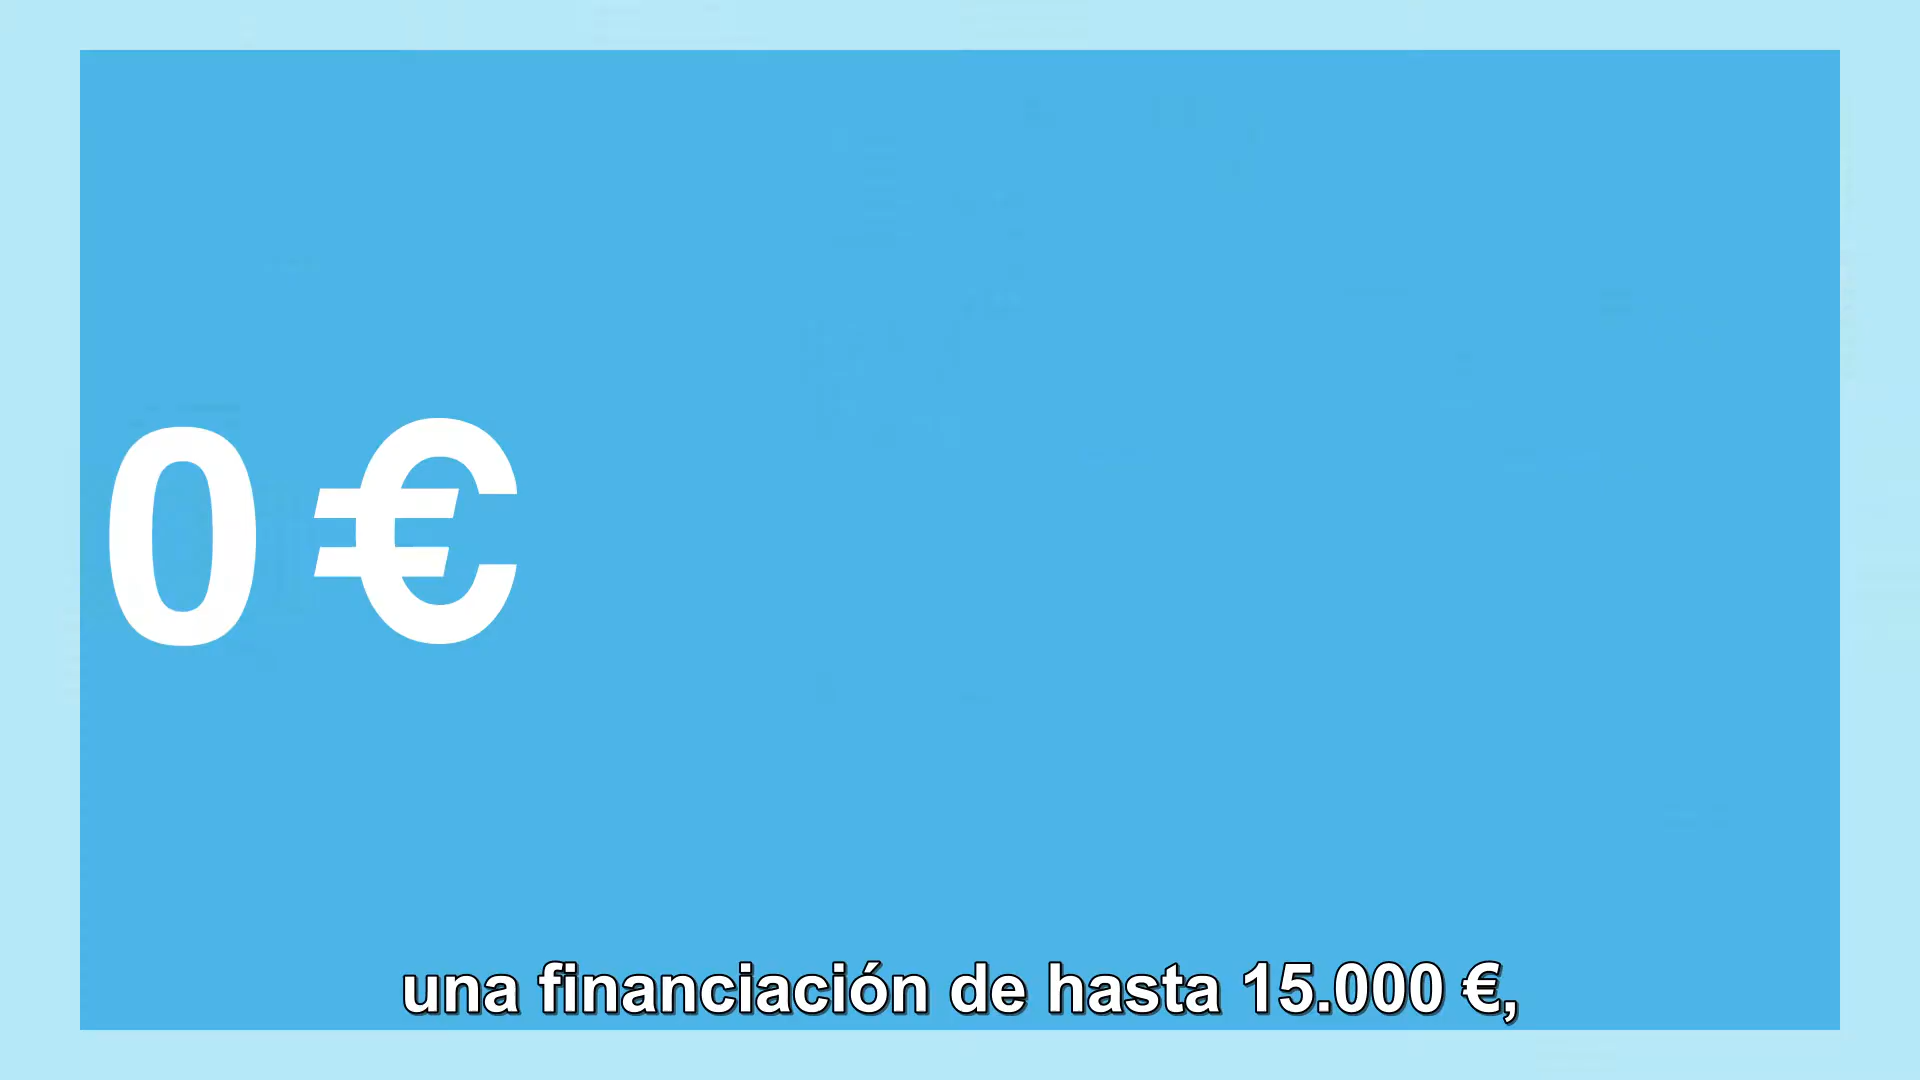 0 €
una financiación de hasta 15.000 €,